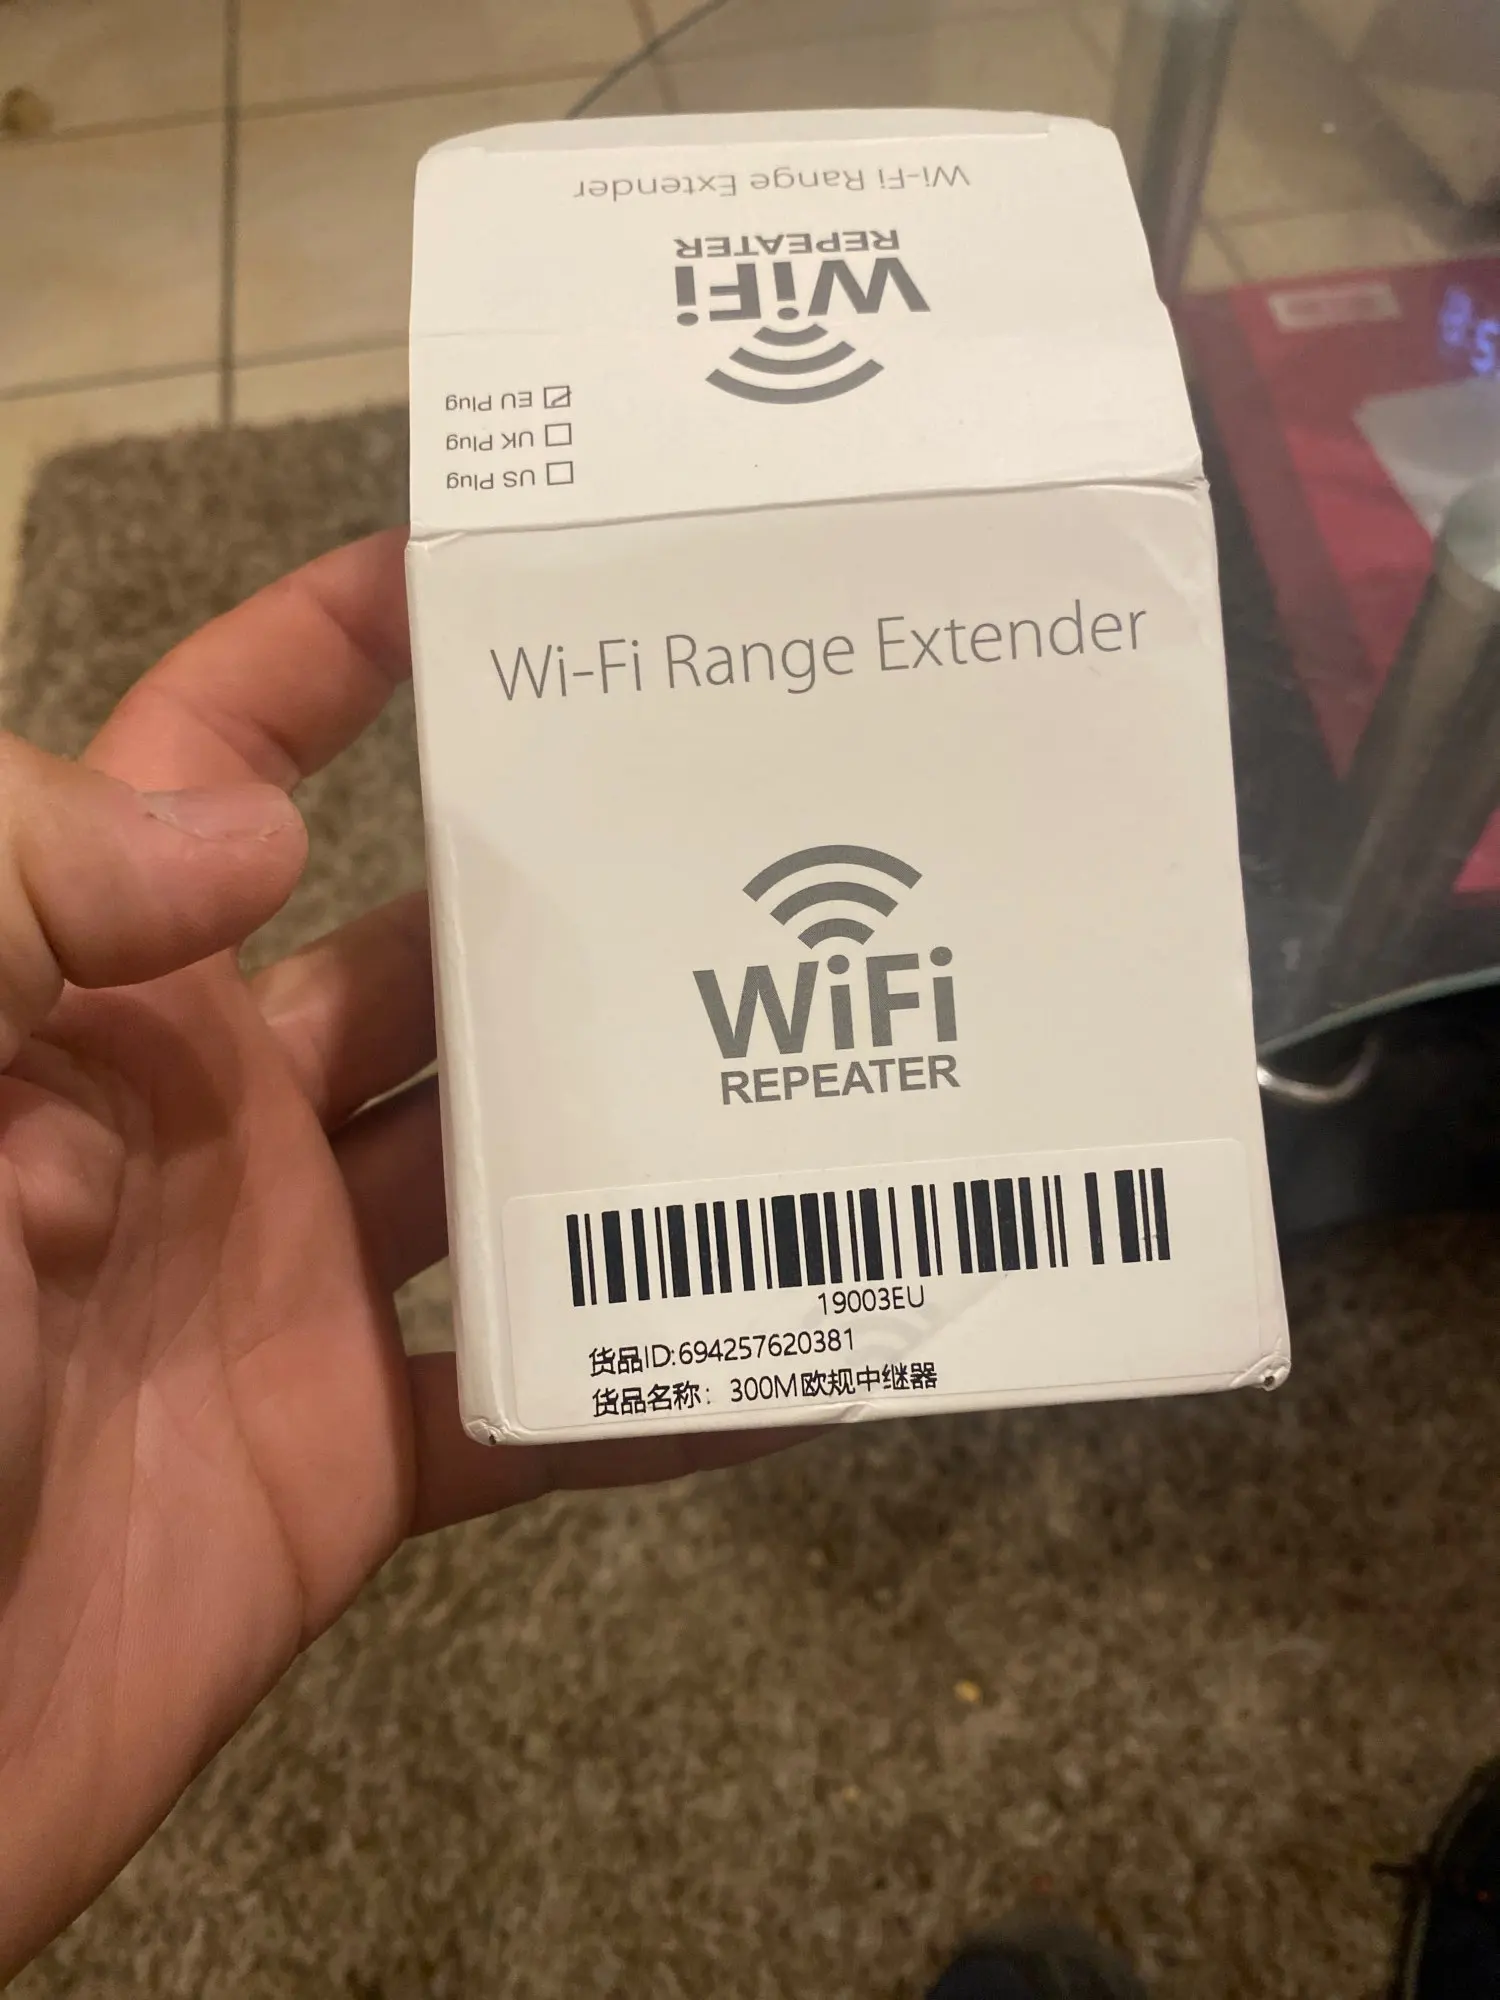 Wi-Fi Range Extender
WiFi
REPEATER
EU Plug
UK Plug
US Plug
Wi-Fi Range Extender
WiFi
REPEATER
19003EU
货品ID:694257620381
货品名称：300M欧规中继器